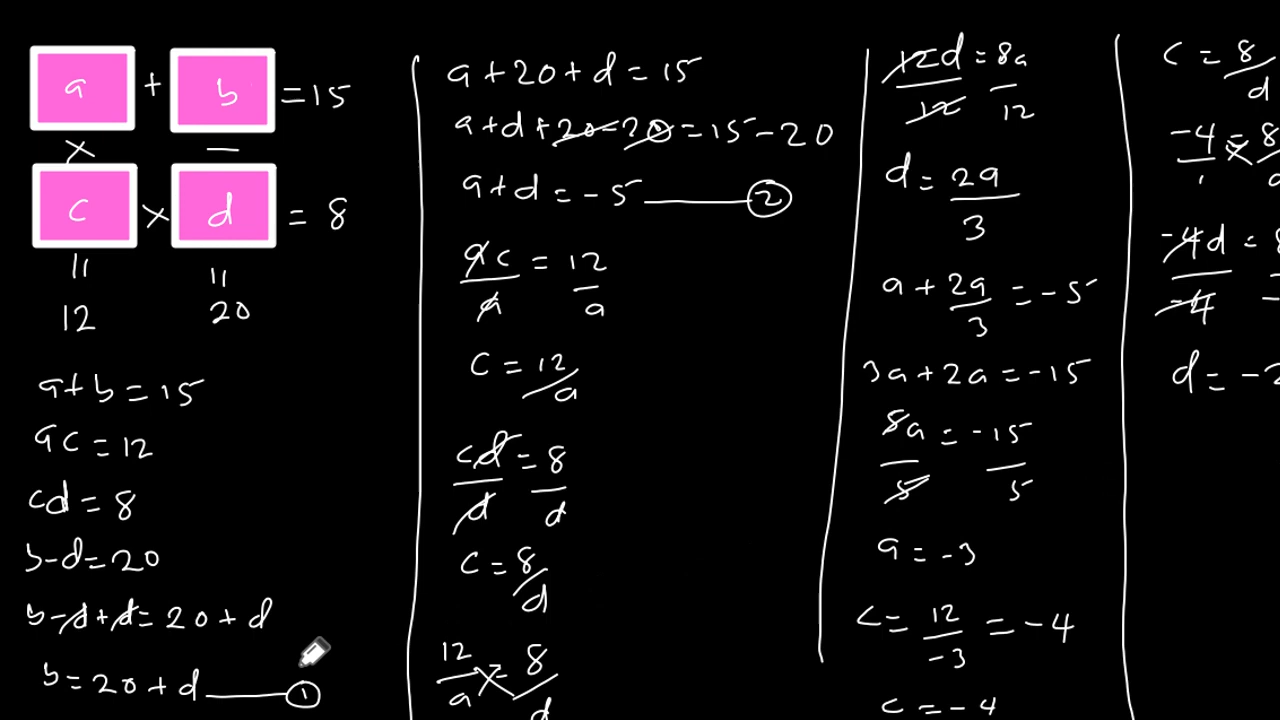 a + b = 15
× −
c × d = 8
|| ||
12 20
a+b = 15
ac = 12
cd = 8
b-d = 20
b-d+d = 20 + d
b = 20 + d ——— ①
a + 20 + d = 15
a+d+20-20 = 15-20
a+d = -5 ——— ②
ac/a = 12/a
c = 12/a
cd/d = 8/d
c = 8/d
12/a = 8/d
12d/12 = 8a/12
d = 2a/3
a + 2a/3 = -5
3a+2a = -15
5a/5 = -15/5
a = -3
c = 12/-3 = -4
c = -4
c = 8/d
-4/1 = 8
-4d/-4 =
d = -2